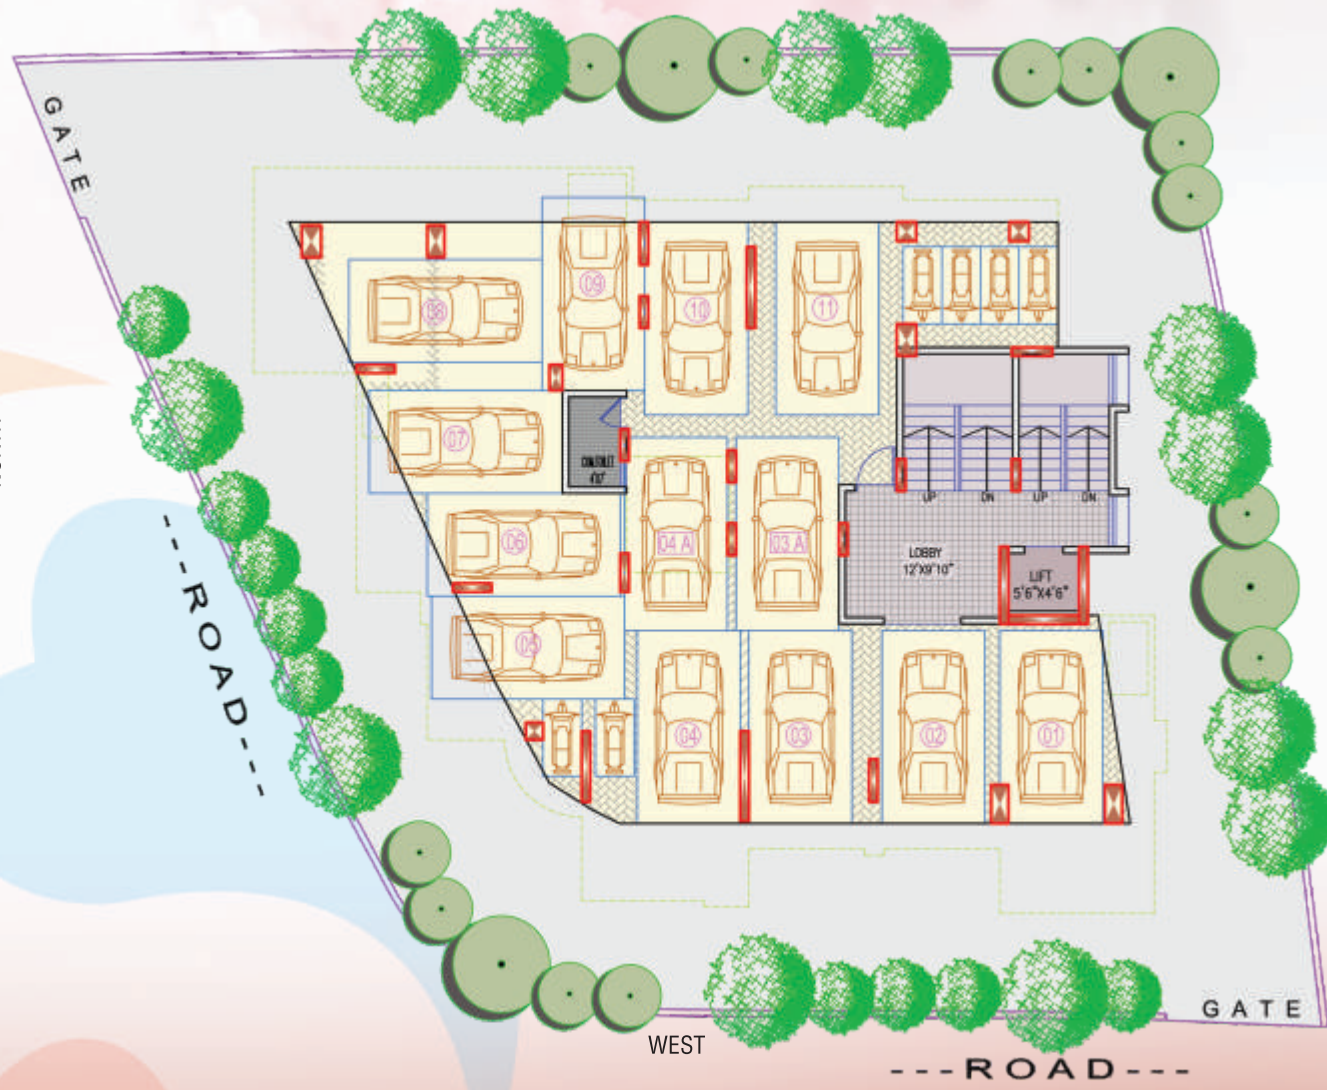 GATE
09
10
11
08
07
04 A
03 A
06
UP
DN
UP
DN
LOBBY
12'X9'10"
LIFT
5'6"X4'6"
05
04
03
02
01
---ROAD---
GATE
WEST
---ROAD---